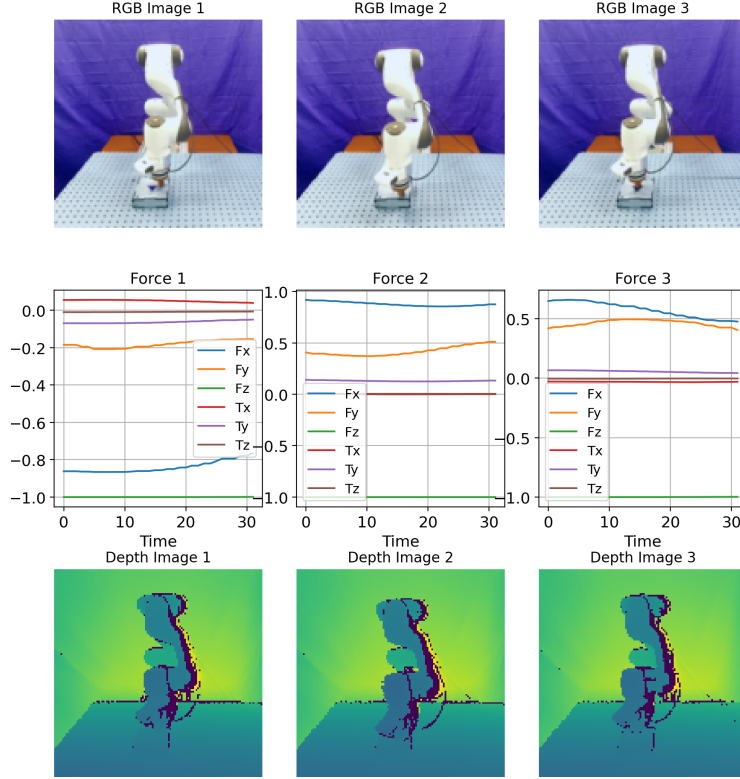 RGB Image 1
RGB Image 2
RGB Image 3
Force 1
Force 2
Force 3
0.0
−0.2
−0.4
−0.6
−0.8
−1.0
Fx
Fy
Fz
Tx
Ty
Tz
0
10
20
30
Time
1.0
0.5
0.0
−0.5
−1.0
Fx
Fy
Fz
Tx
Ty
Tz
0
10
20
30
Time
0.5
0.0
−0.5
−1.0
Fx
Fy
Fz
Tx
Ty
Tz
0
10
20
30
Time
Depth Image 1
Depth Image 2
Depth Image 3